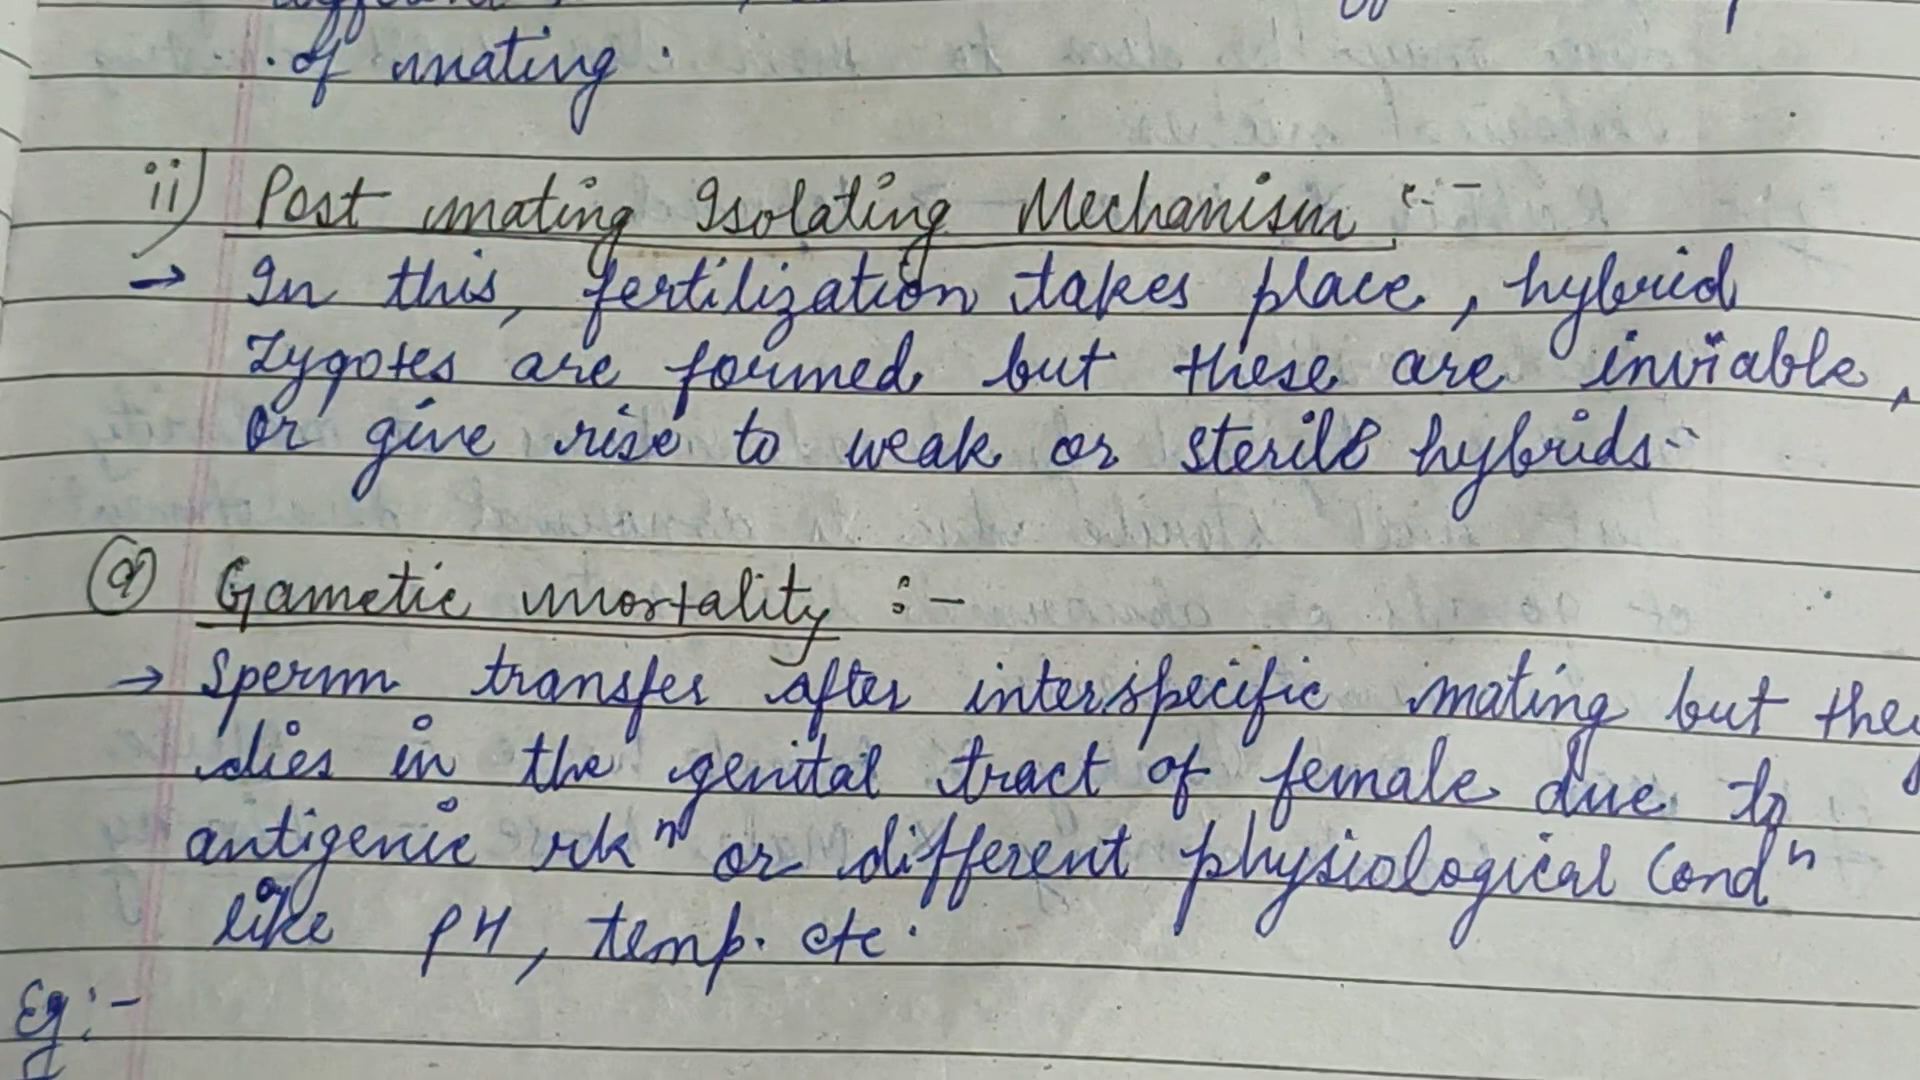 of mating.
ii) Post mating Isolating Mechanism :-
→ In this, fertilization takes place, hybrid
zygotes are formed but these are inviable,
or give rise to weak or sterile hybrids.
(a) Gametic mortality :-
→ Sperm transfer after interspecific mating but they
dies in the genital tract of female due to
antigenic rkⁿ or different physiological Condⁿ
like pH, temp. etc.
Eg:-